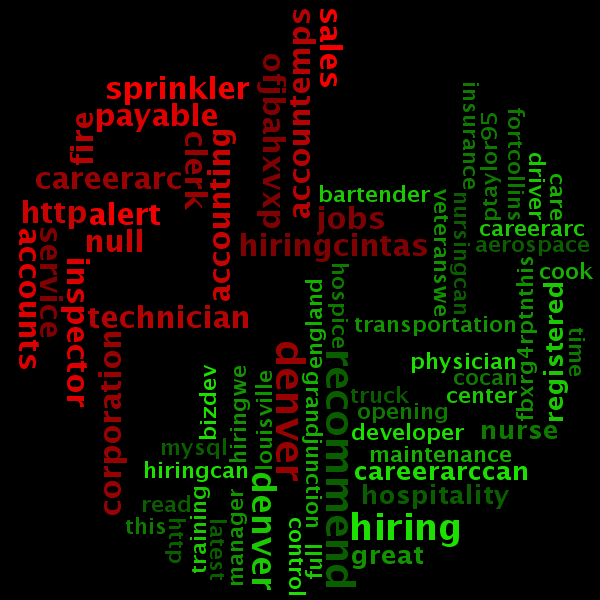 sales
accountemps
ofjbahxvxp
sprinkler
payable
fire
clerk
accounting
careerarc
http
alert
null
accounts
service
inspector
technician
corporation
jobs
hiringcintas
denver
bartender
insurance
ptaylor95
fortcollins
driver
care
veteranswe
nursingcan
careerarc
aerospace
cook
hospice
england
transportation
fbxrg4rptnthis
registered
time
physician
cocan
center
truck
opening
nurse
developer
maintenance
careerarccan
hospitality
recommend
hiring
great
grandjunction
full
control
louisville
denver
bizdev
hiringwe
mysql
hiringcan
read
this
http
training
latest
manager